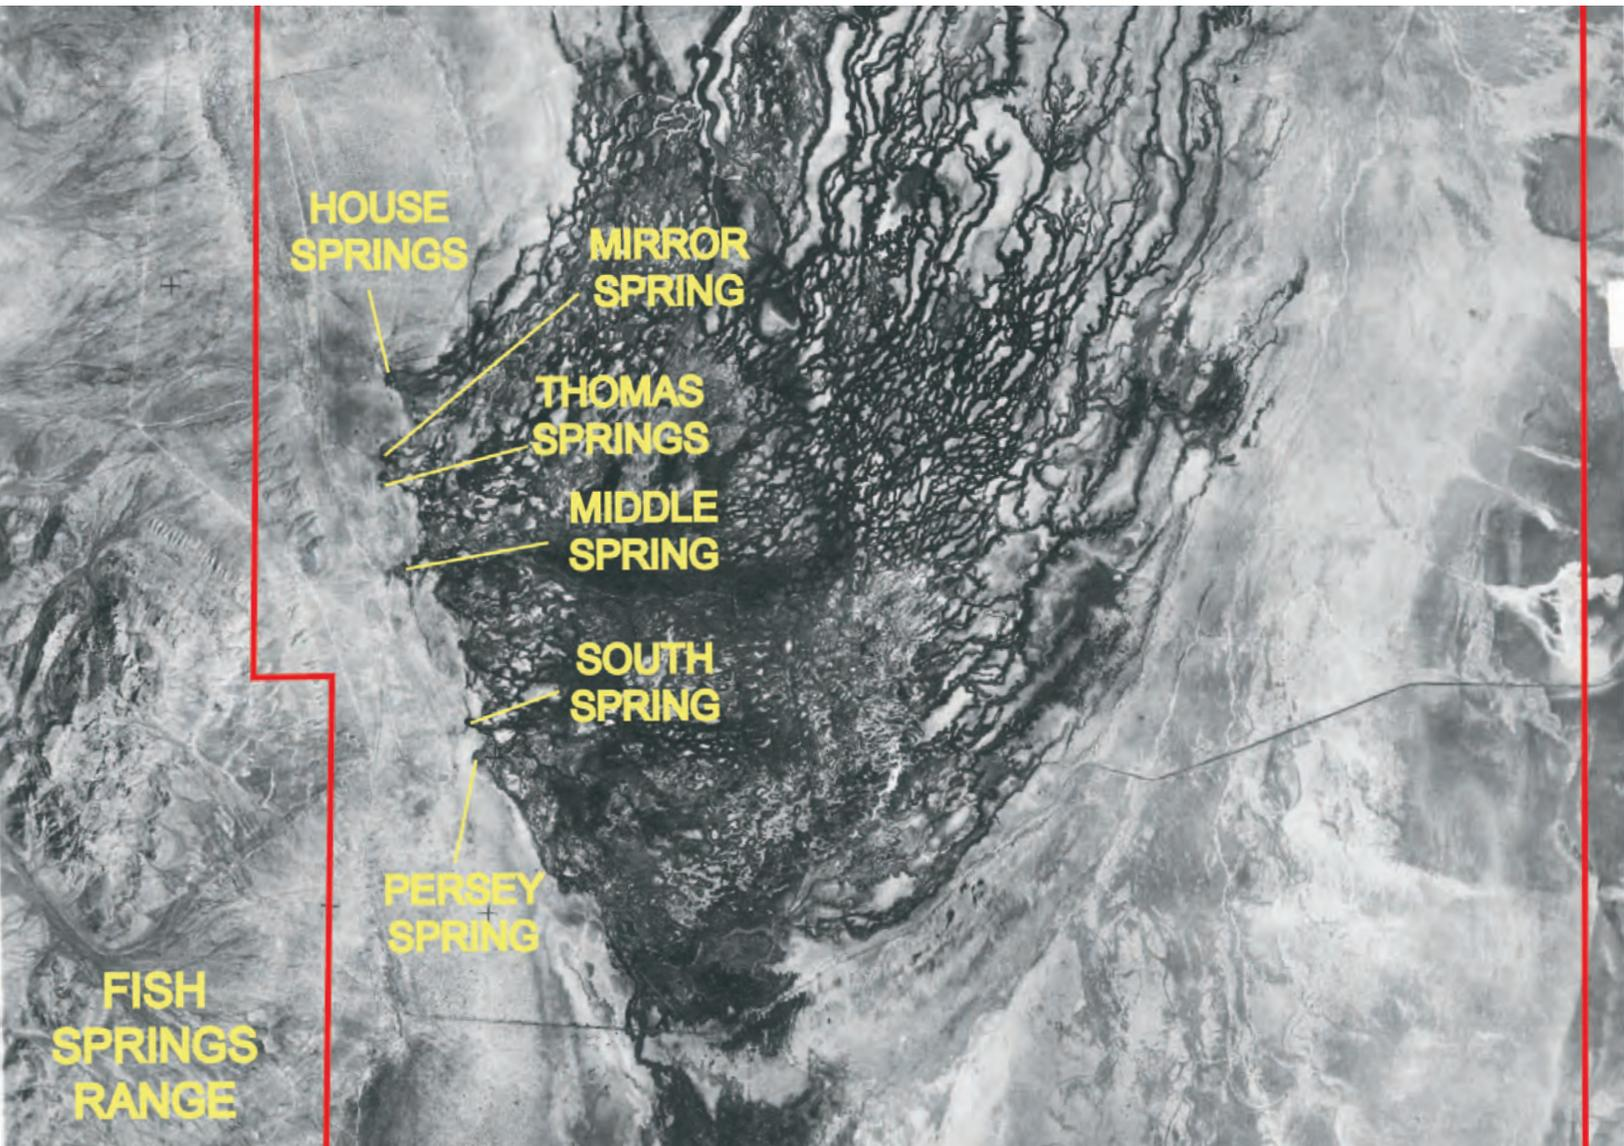 HOUSE
SPRINGS
MIRROR
SPRING
THOMAS
SPRINGS
MIDDLE
SPRING
SOUTH
SPRING
PERSEY
SPRING
FISH
SPRINGS
RANGE